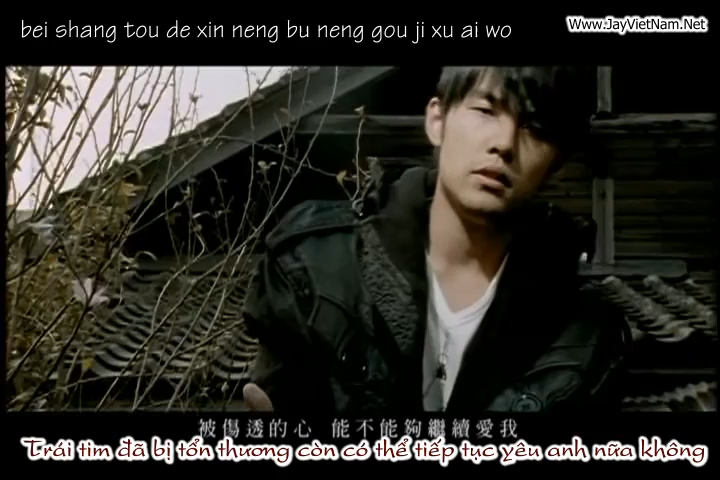 bei shang tou de xin neng bu neng gou ji xu ai wo
Www.JayVietNam.Net
被傷透的心 能不能夠繼續愛我
Trái tim đã bị tổn thương còn có thể tiếp tục yêu anh nữa không